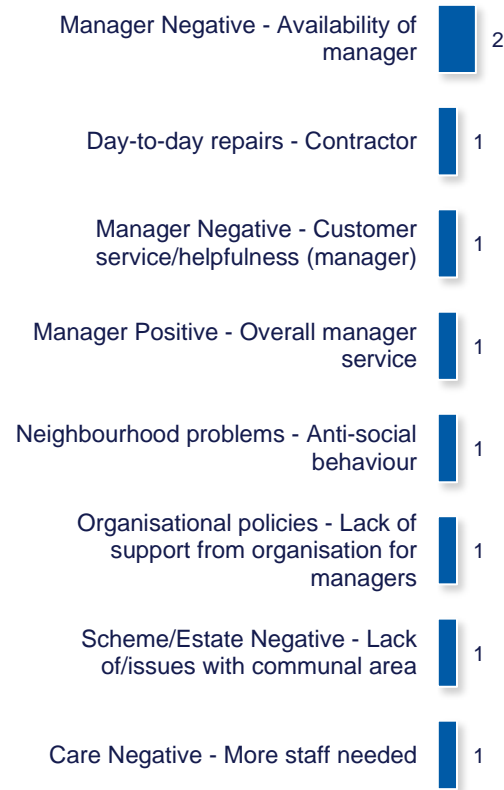 Manager Negative - Availability of
manager
2
Day-to-day repairs - Contractor
1
Manager Negative - Customer
service/helpfulness (manager)
1
Manager Positive - Overall manager
service
1
Neighbourhood problems - Anti-social
behaviour
1
Organisational policies - Lack of
support from organisation for
managers
1
Scheme/Estate Negative - Lack
of/issues with communal area
1
Care Negative - More staff needed
1